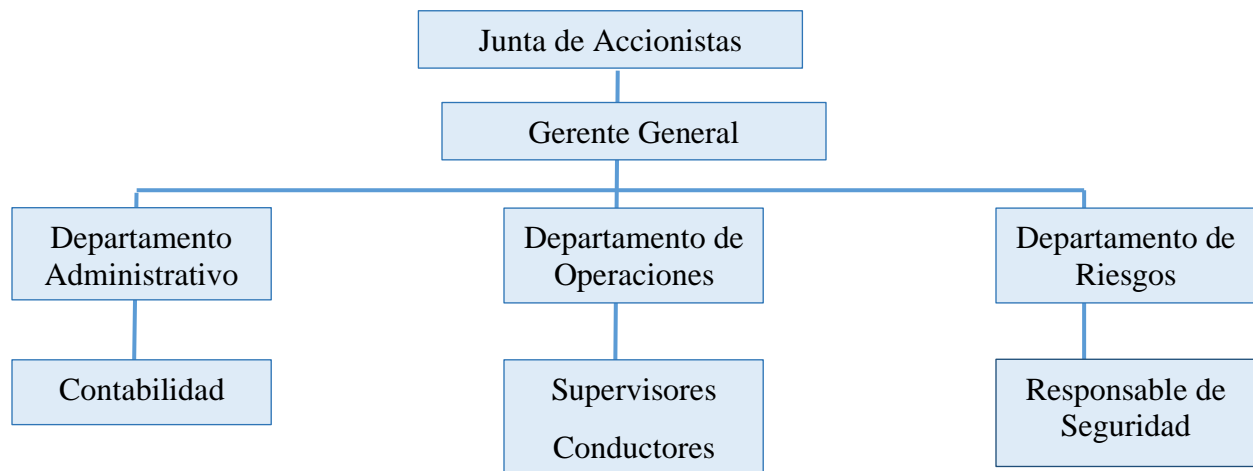 Junta de Accionistas
Gerente General
Departamento
Administrativo
Departamento de
Operaciones
Departamento de
Riesgos
Contabilidad
Supervisores
Conductores
Responsable de
Seguridad